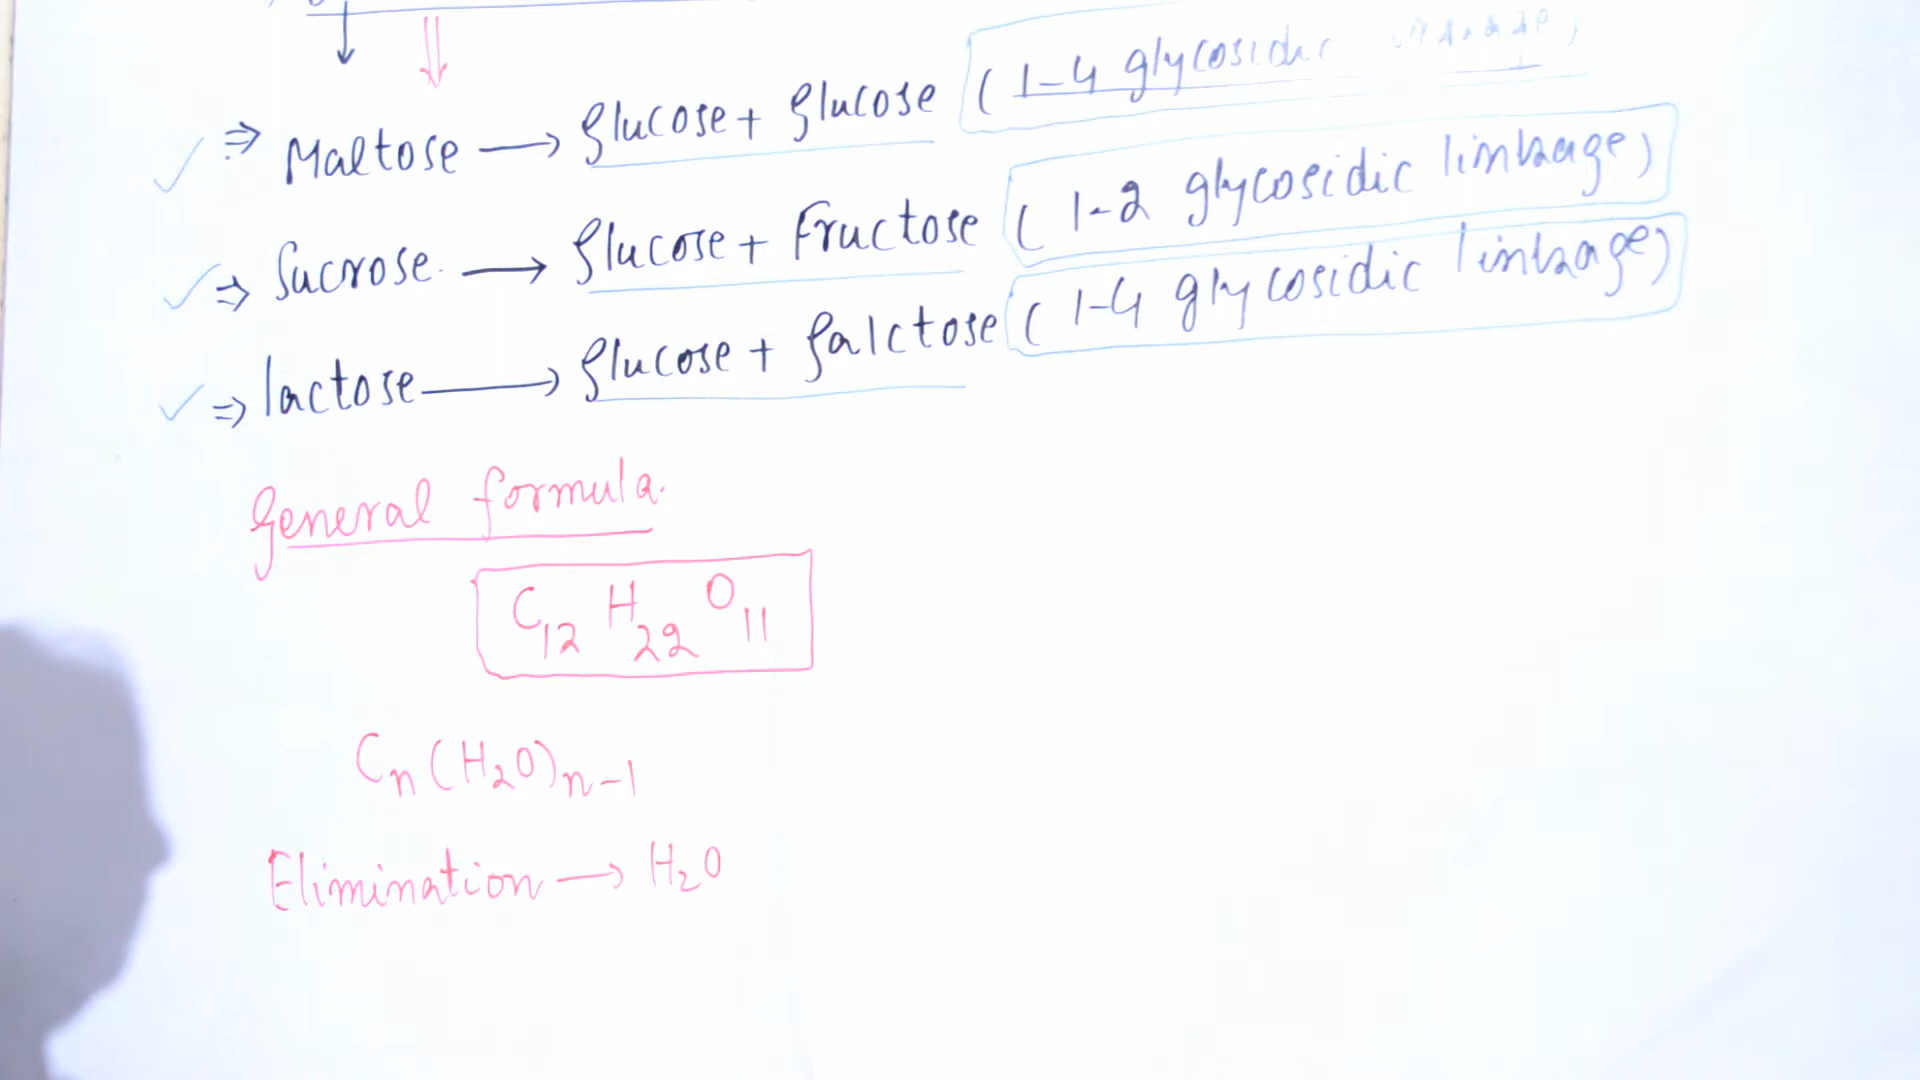 ⇒ Maltose → glucose + glucose ( 1-4 glycosidic
⇒ Sucrose. → glucose + Fructose ( 1-2 glycosidic linkage)
⇒ lactose → glucose + galctose ( 1-4 glycosidic linkage)
General formula.
C12 H22 O11
Cn(H2O)n-1
Elimination → H2O